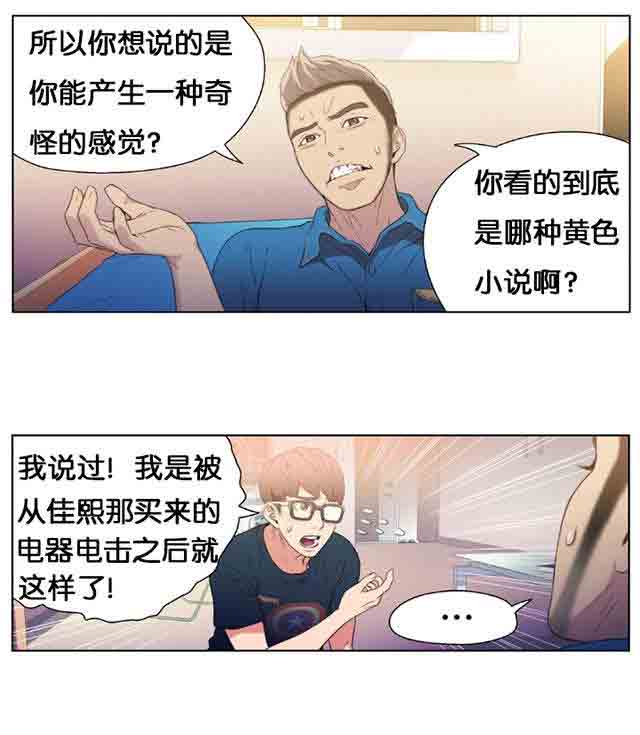 所以你想说的是
你能产生一种奇
怪的感觉?
你看的到底
是哪种黄色
小说啊?
我说过! 我是被
从佳熙那买来的
电器电击之后就
这样了!
...